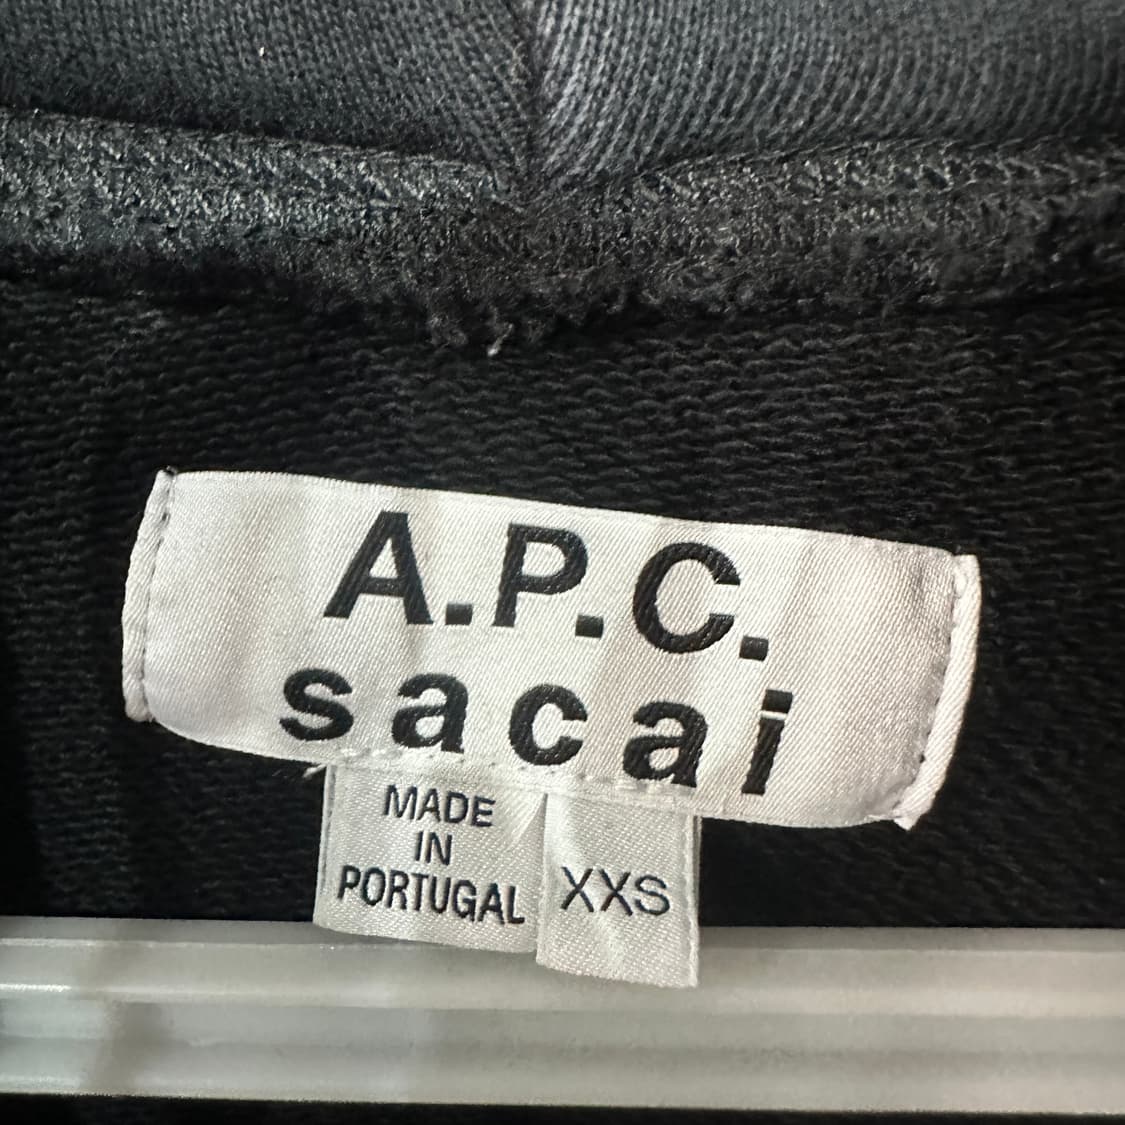 A.P.C.
sacai
MADE
IN
PORTUGAL
XXS